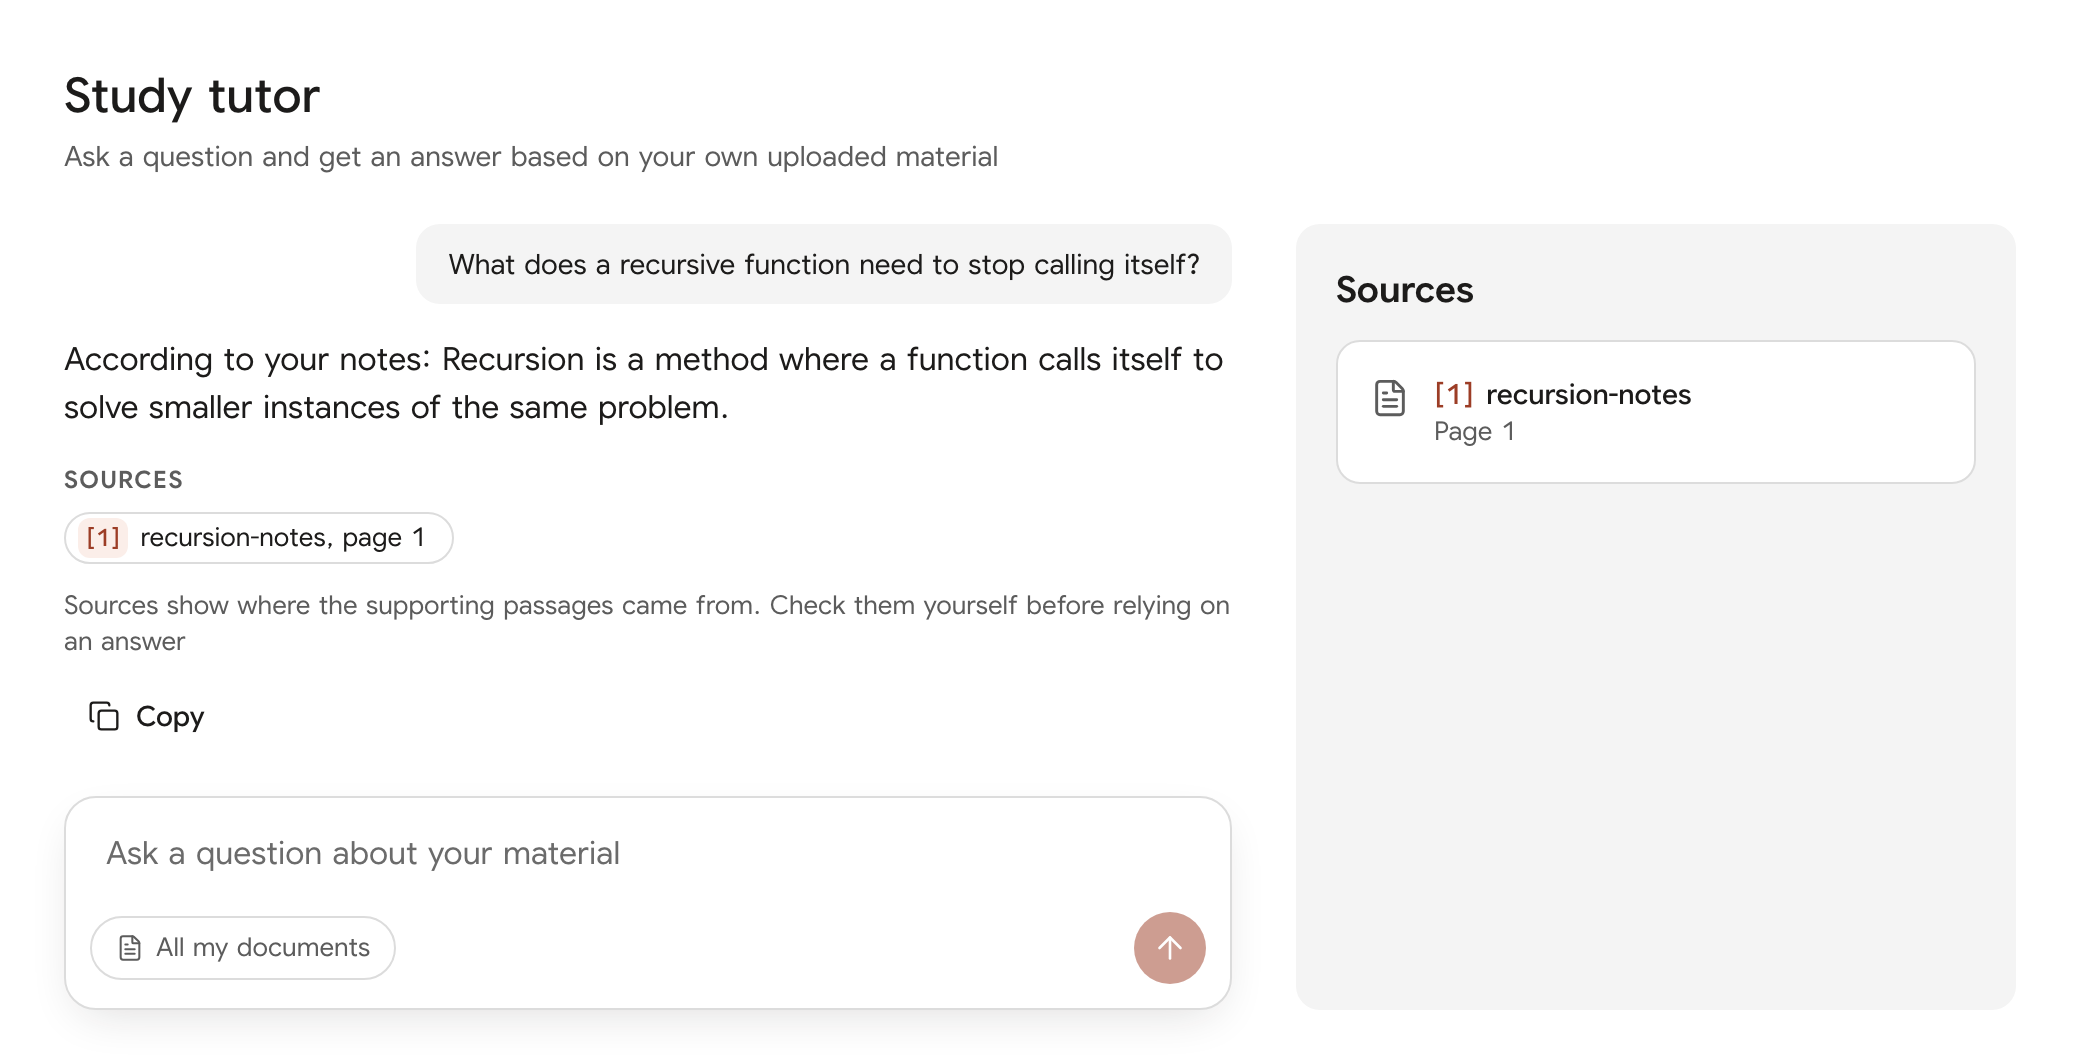 Study tutor
Ask a question and get an answer based on your own uploaded material
What does a recursive function need to stop calling itself?
According to your notes: Recursion is a method where a function calls itself to
solve smaller instances of the same problem.
SOURCES
[1] recursion-notes, page 1
Sources show where the supporting passages came from. Check them yourself before relying on
an answer
Copy
Ask a question about your material
All my documents
Sources
[1] recursion-notes
Page 1